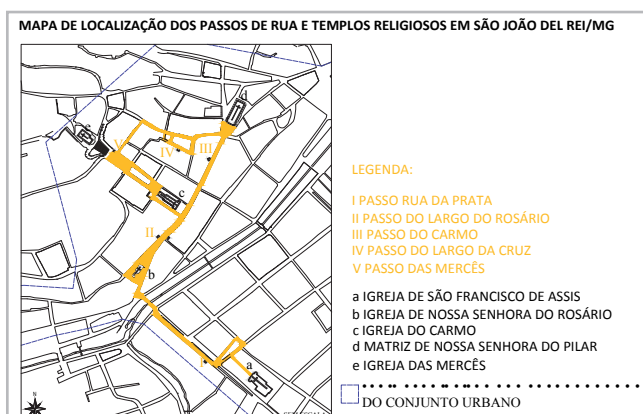 MAPA DE LOCALIZAÇÃO DOS PASSOS DE RUA E TEMPLOS RELIGIOSOS EM SÃO JOÃO DEL REI/MG
d
e
V
IV
III
c
II
b
I
a
N
LEGENDA:
I PASSO RUA DA PRATA
II PASSO DO LARGO DO ROSÁRIO
III PASSO DO CARMO
IV PASSO DO LARGO DA CRUZ
V PASSO DAS MERCÊS
a IGREJA DE SÃO FRANCISCO DE ASSIS
b IGREJA DE NOSSA SENHORA DO ROSÁRIO
c IGREJA DO CARMO
d MATRIZ DE NOSSA SENHORA DO PILAR
e IGREJA DAS MERCÊS
DO CONJUNTO URBANO